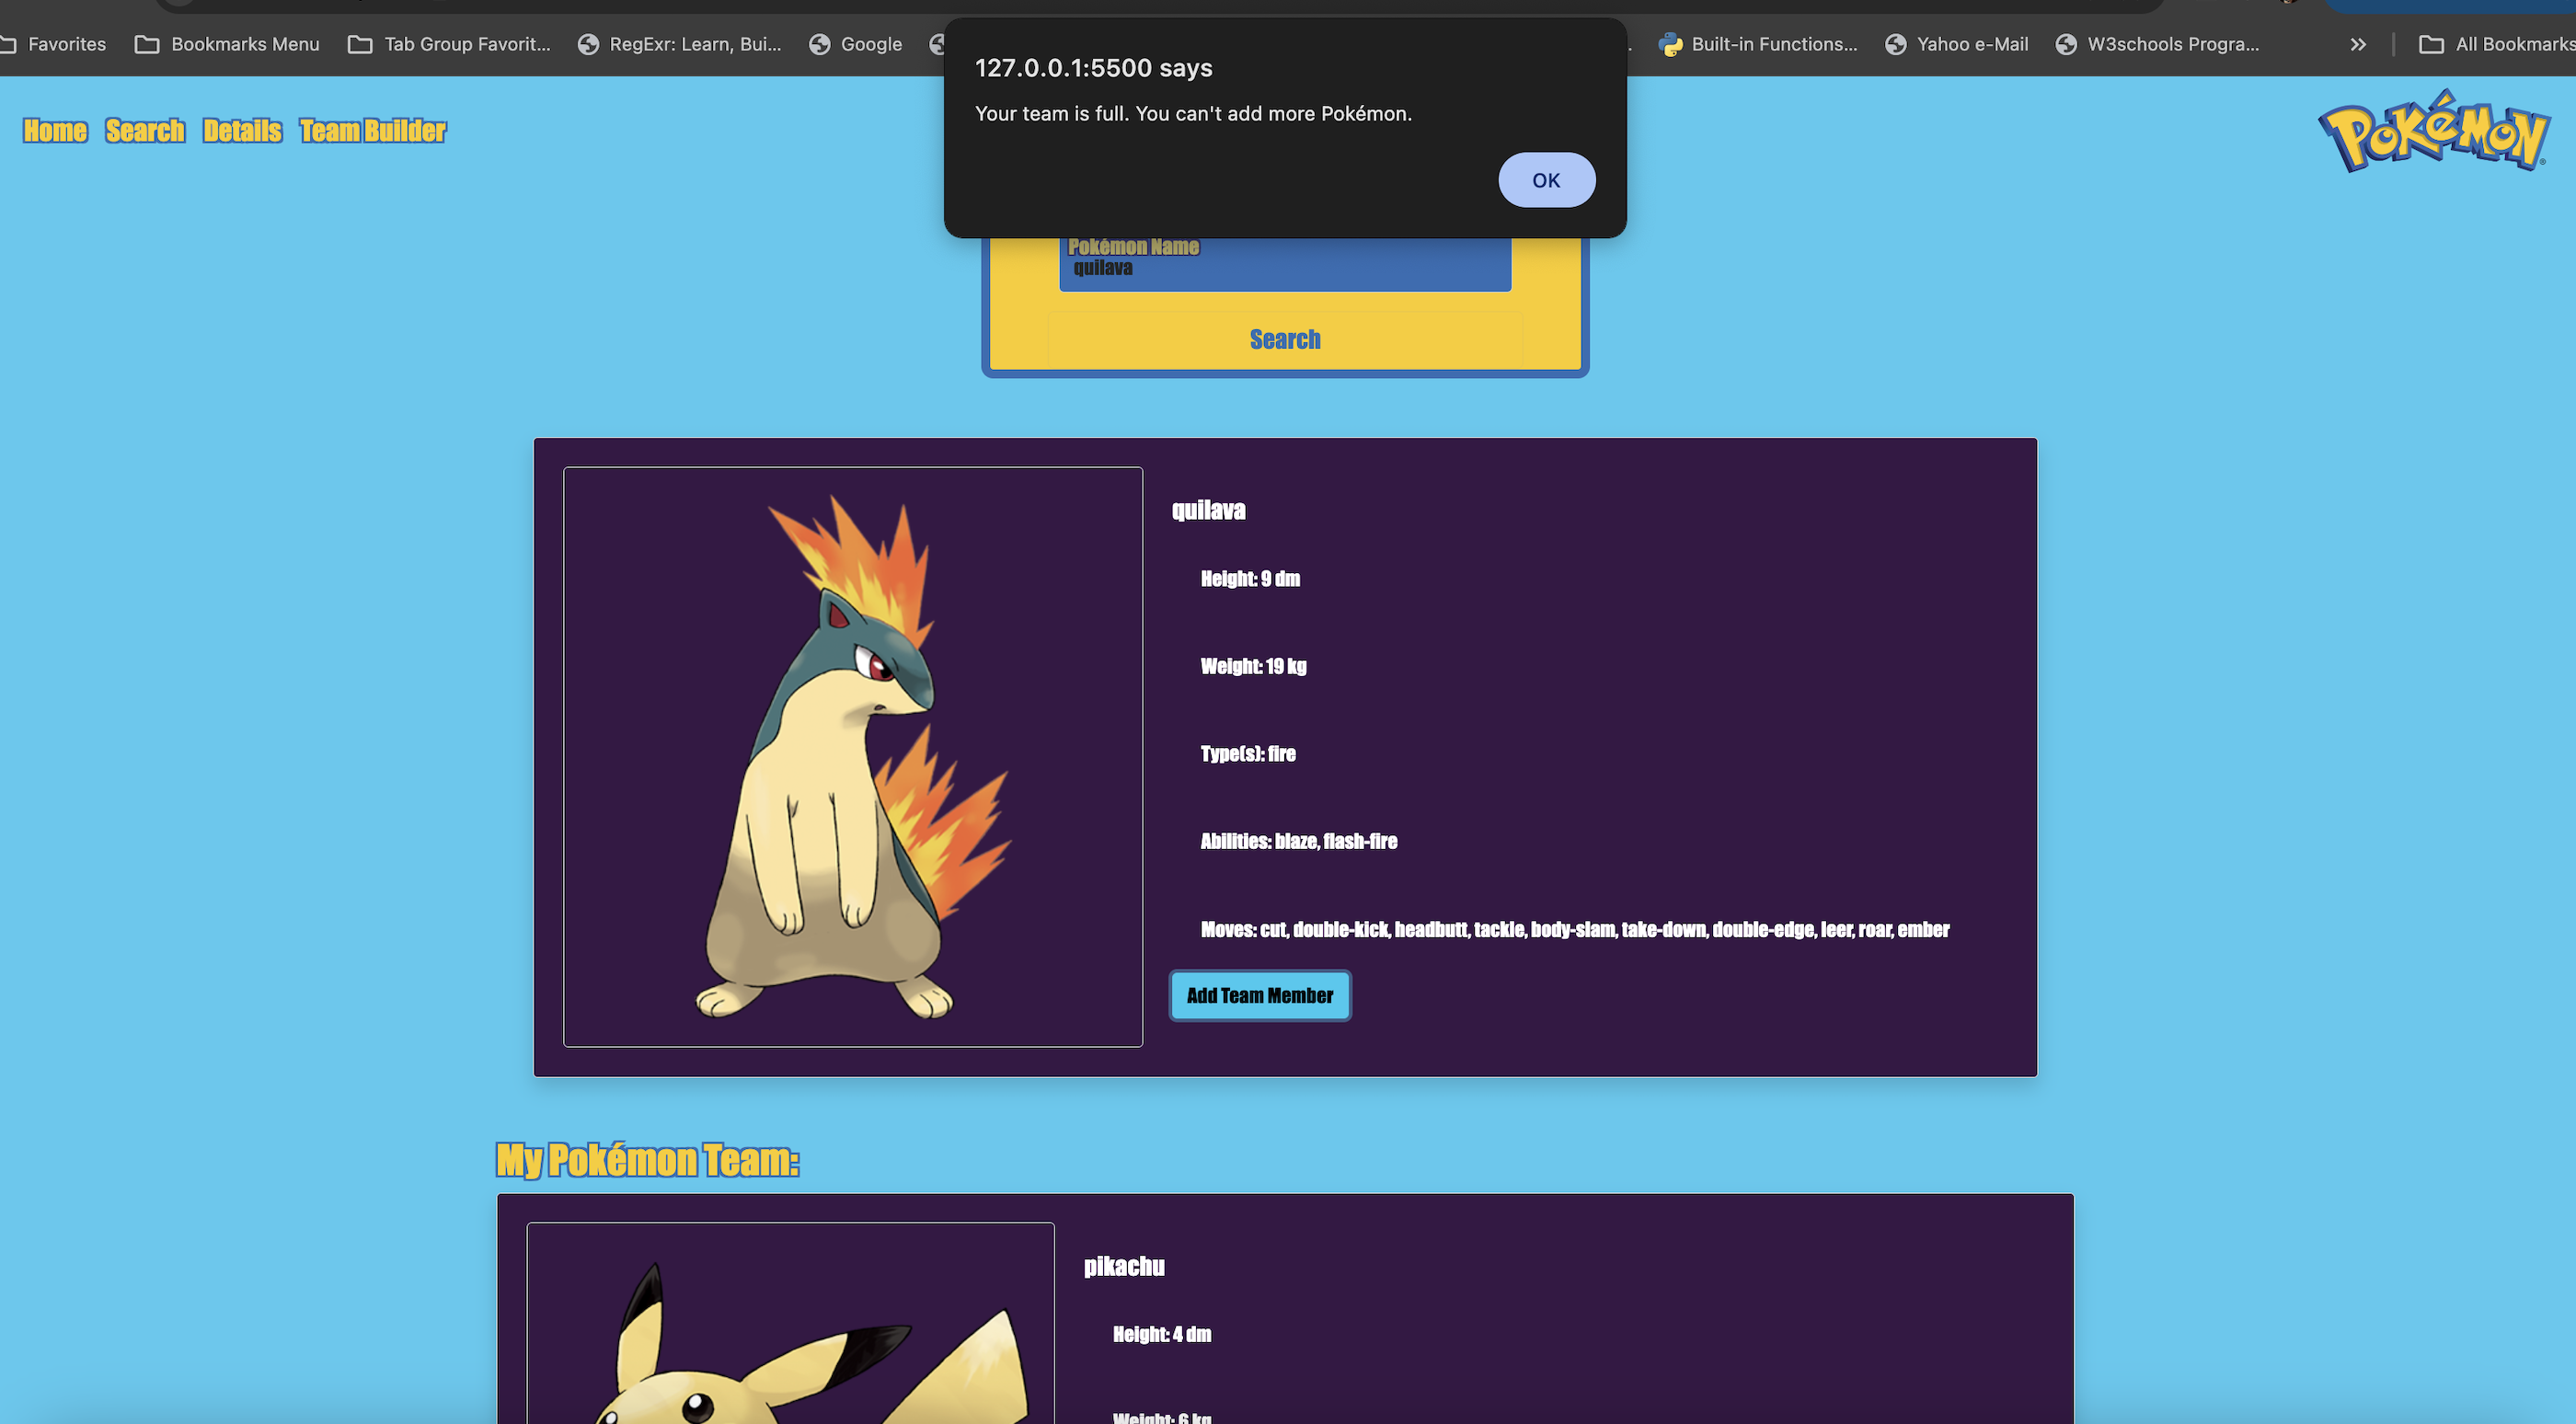 Favorites
Bookmarks Menu
Tab Group Favorit...
RegExr: Learn, Bui...
Google
Built-in Functions...
Yahoo e-Mail
W3schools Progra...
All Bookmarks
127.0.0.1:5500 says
Your team is full. You can't add more Pokémon.
OK
Home Search Details Team Builder
POKéMON
Pokémon Name
quilava
Search
quilava
Height: 9 dm
Weight: 19 kg
Type(s): fire
Abilities: blaze, flash-fire
Moves: cut, double-kick, headbutt, tackle, body-slam, take-down, double-edge, leer, roar, ember
Add Team Member
My Pokémon Team:
pikachu
Height: 4 dm
Weight: 6 kg